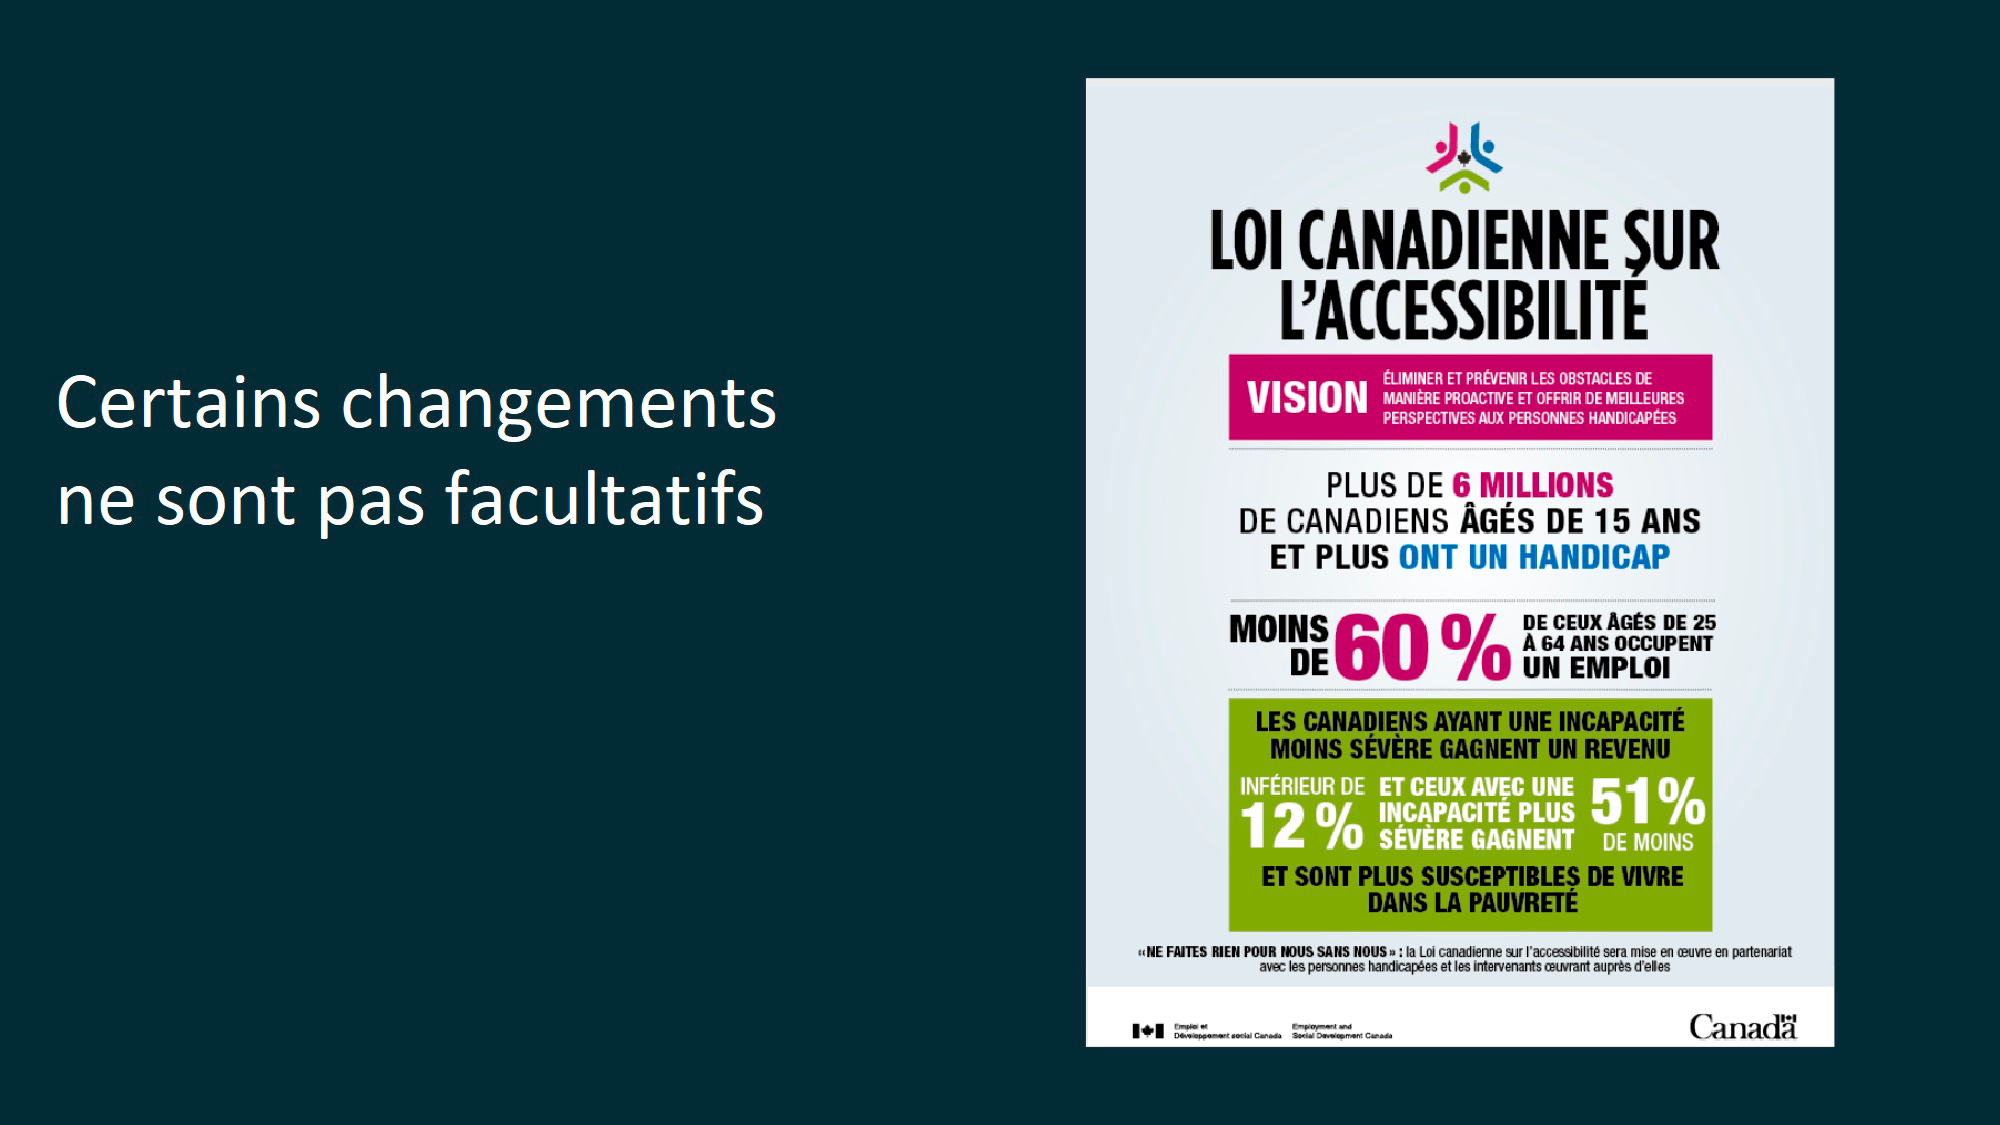 Certains changements
ne sont pas facultatifs
LOI CANADIENNE SUR
L'ACCESSIBILITÉ
VISION
ÉLIMINER ET PRÉVENIR LES OBSTACLES DE
MANIÈRE PROACTIVE ET OFFRIR DE MEILLEURES
PERSPECTIVES AUX PERSONNES HANDICAPÉES
PLUS DE 6 MILLIONS
DE CANADIENS ÂGÉS DE 15 ANS
ET PLUS ONT UN HANDICAP
MOINS
DE
60 %
DE CEUX ÂGÉS DE 25
À 64 ANS OCCUPENT
UN EMPLOI
LES CANADIENS AYANT UNE INCAPACITÉ
MOINS SÉVÈRE GAGNENT UN REVENU
INFÉRIEUR DE
12 %
ET CEUX AVEC UNE
INCAPACITÉ PLUS
SÉVÈRE GAGNENT
51%
DE MOINS
ET SONT PLUS SUSCEPTIBLES DE VIVRE
DANS LA PAUVRETÉ
«NE FAITES RIEN POUR NOUS SANS NOUS» : la Loi canadienne sur l'accessibilité sera mise en œuvre en partenariat
avec les personnes handicapées et les intervenants œuvrant auprès d'elles
Emploi et
Développement social Canada
Employment and
Social Development Canada
Canada